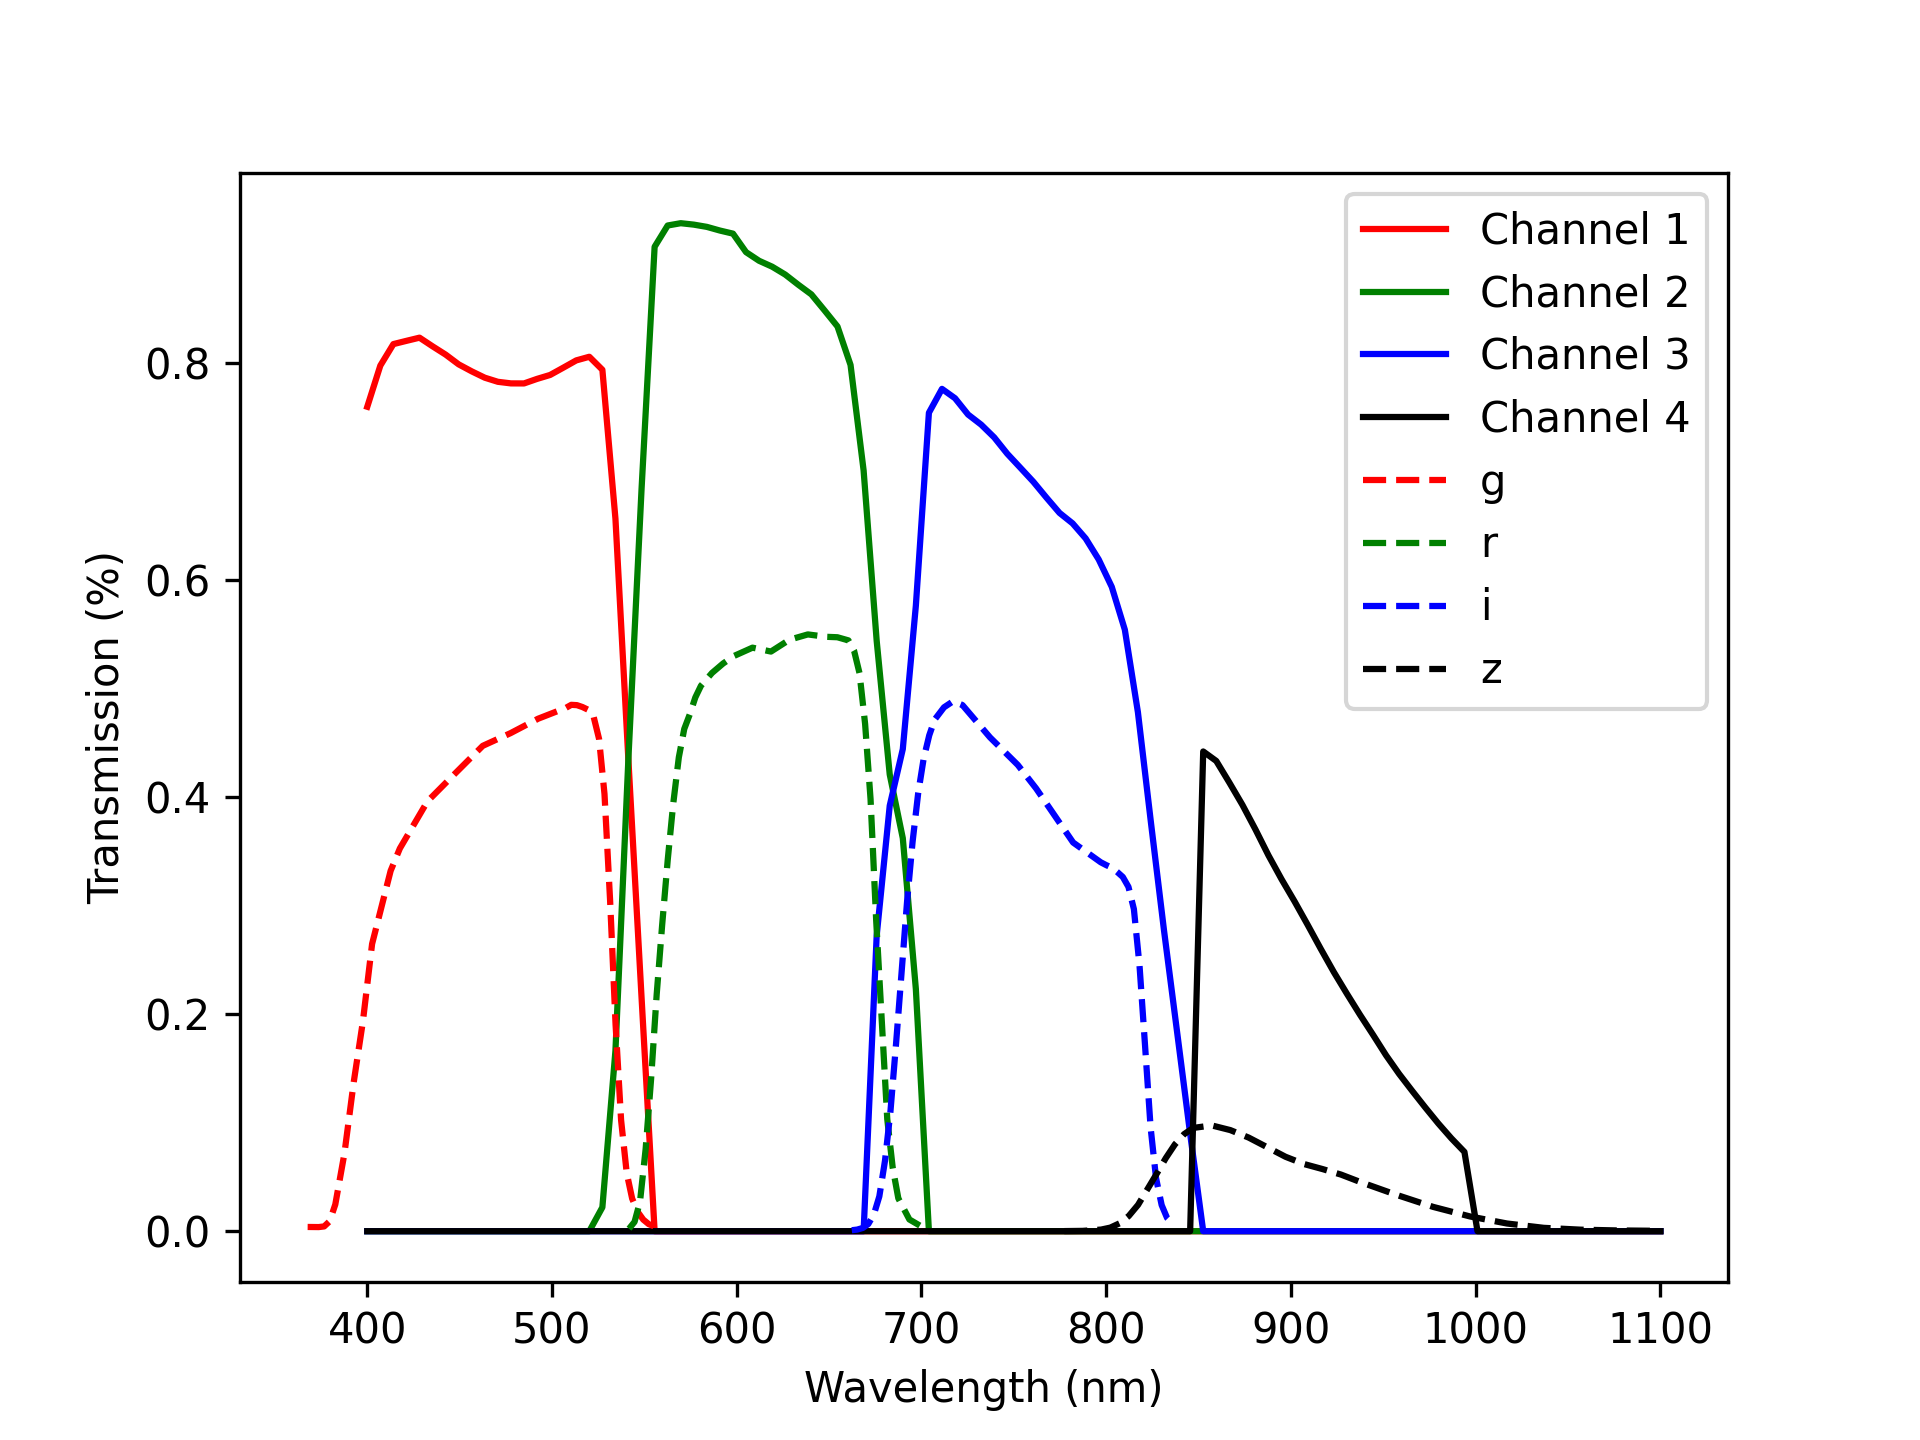 Channel 1
Channel 2
Channel 3
Channel 4
g
r
i
z
0.8
0.6
0.4
0.2
0.0
Transmission (%)
400 500 600 700 800 900 1000 1100
Wavelength (nm)